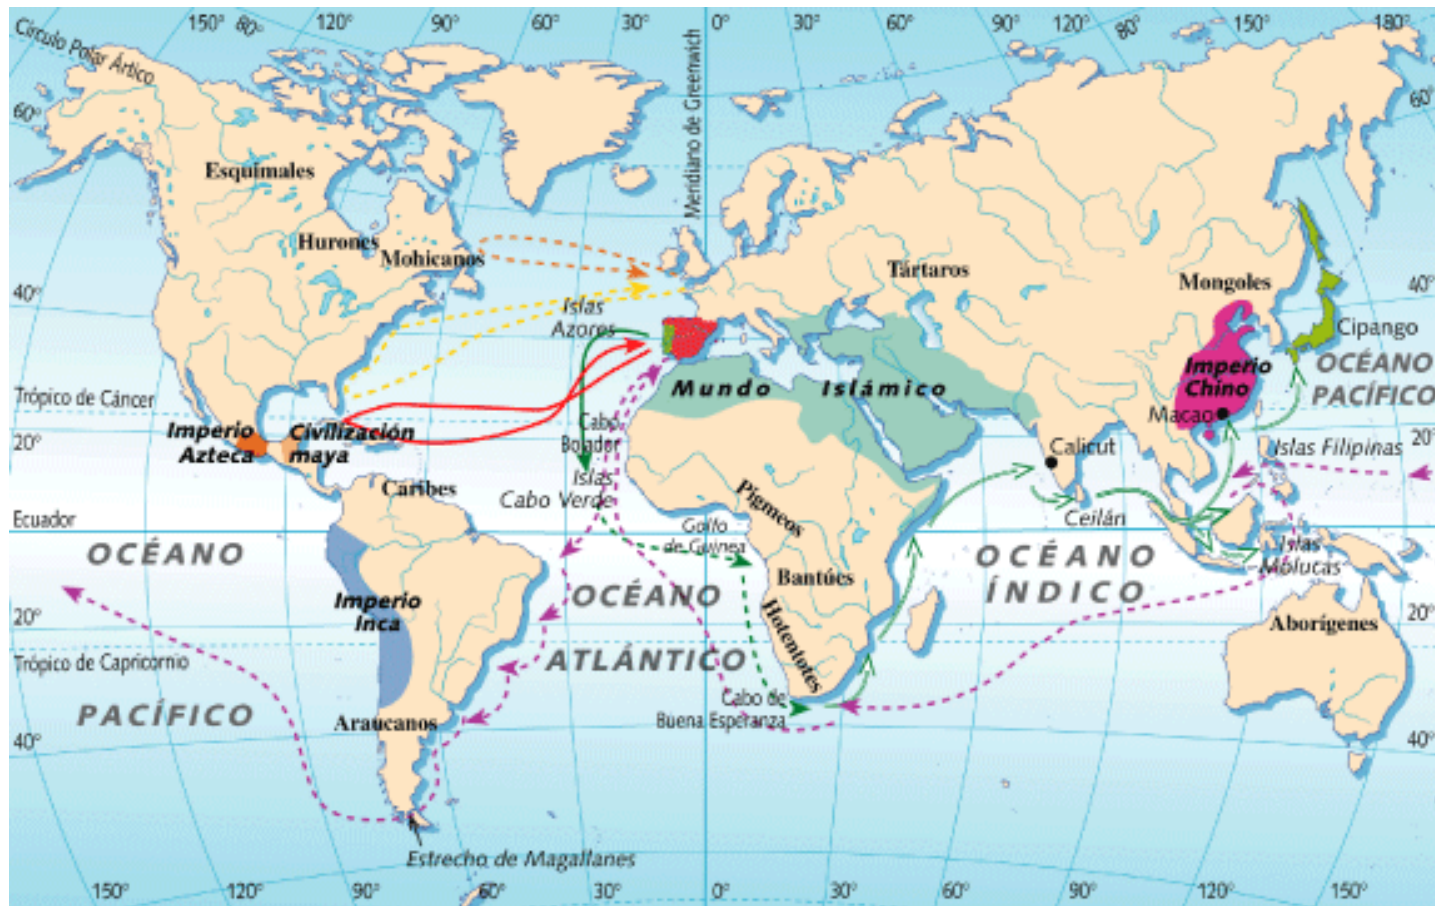 150° 80° 120° 90° 60° 30° 0° 30° 60° 90° 120° 80° 150° 180°
Círculo Polar Ártico
60°
60°
Meridiano de Greenwich
Esquimales
Hurones
Mohicanos
Tártaros
Mongoles
40°
40°
Islas
Azores
Cipango
OCÉANO
PACÍFICO
Imperio
Chino
Mundo Islámico
Trópico de Cáncer
Macao
20°
20°
Imperio
Azteca
Civilización
maya
Cabo
Bojador
Calicut
Islas Filipinas
Caribes
Islas
Cabo Verde
Pigmeos
Ceilán
Ecuador
Golfo
de Guinea
OCÉANO
OCÉANO
ÍNDICO
Islas
Molucas
Bantúes
OCÉANO
Imperio
Inca
20°
20°
Hotentotes
Aborígenes
Trópico de Capricornio
ATLÁNTICO
PACÍFICO
Araucanos
Cabo de
Buena Esperanza
40°
40°
Estrecho de Magallanes
150° 120° 90° 60° 30° 0° 30° 60° 90° 120° 150°